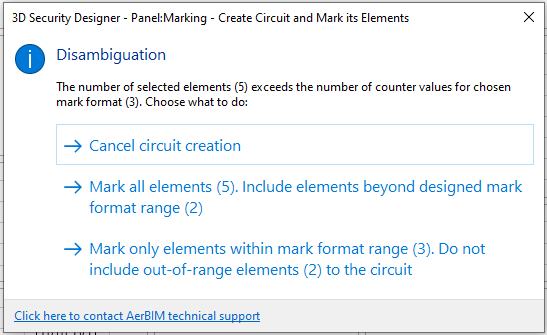 3D Security Designer - Panel:Marking - Create Circuit and Mark its Elements
Disambiguation
The number of selected elements (5) exceeds the number of counter values for chosen
mark format (3). Choose what to do:
Cancel circuit creation
Mark all elements (5). Include elements beyond designed mark
format range (2)
Mark only elements within mark format range (3). Do not
include out-of-range elements (2) to the circuit
Click here to contact AerBIM technical support